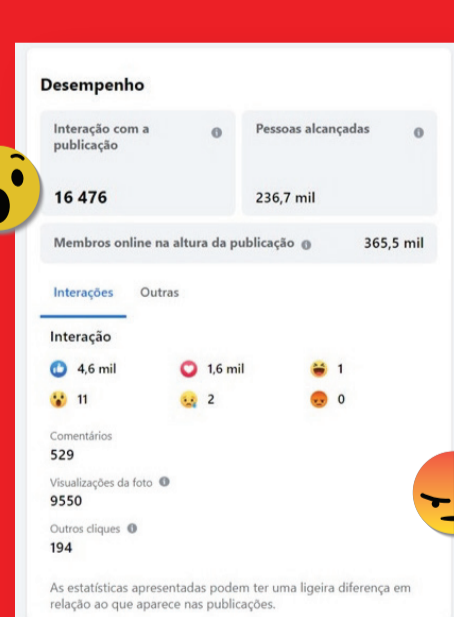 Desempenho
Interação com a
publicação
Pessoas alcançadas
16 476
236,7 mil
Membros online na altura da publicação
365,5 mil
Interações
Outras
Interação
4,6 mil
1,6 mil
1
11
2
0
Comentários
529
Visualizações da foto
9550
Outros cliques
194
As estatísticas apresentadas podem ter uma ligeira diferença em
relação ao que aparece nas publicações.